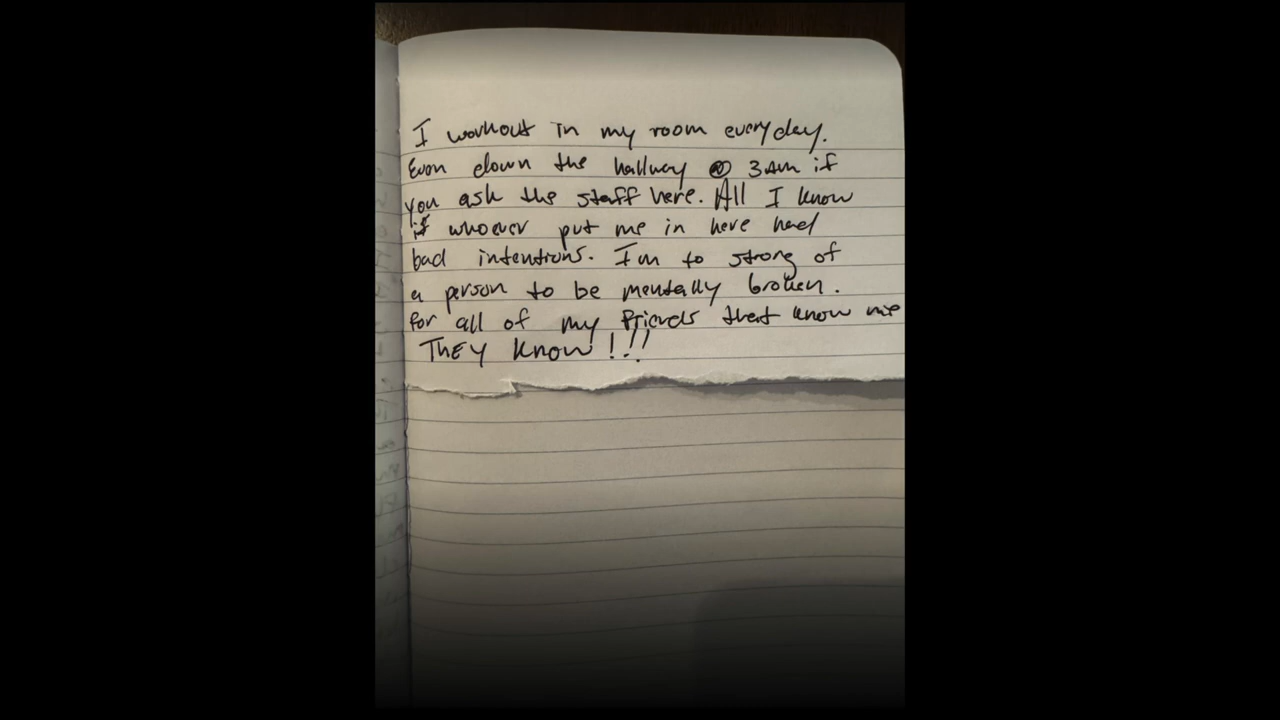 I workout in my room everyday.
Even down the hallway @ 3am if
you ask the staff here. All I know
is whoever put me in here had
bad intentions. I'm to strong of
a person to be mentally broken.
for all of my friends that know me
THEY KNOW!!!